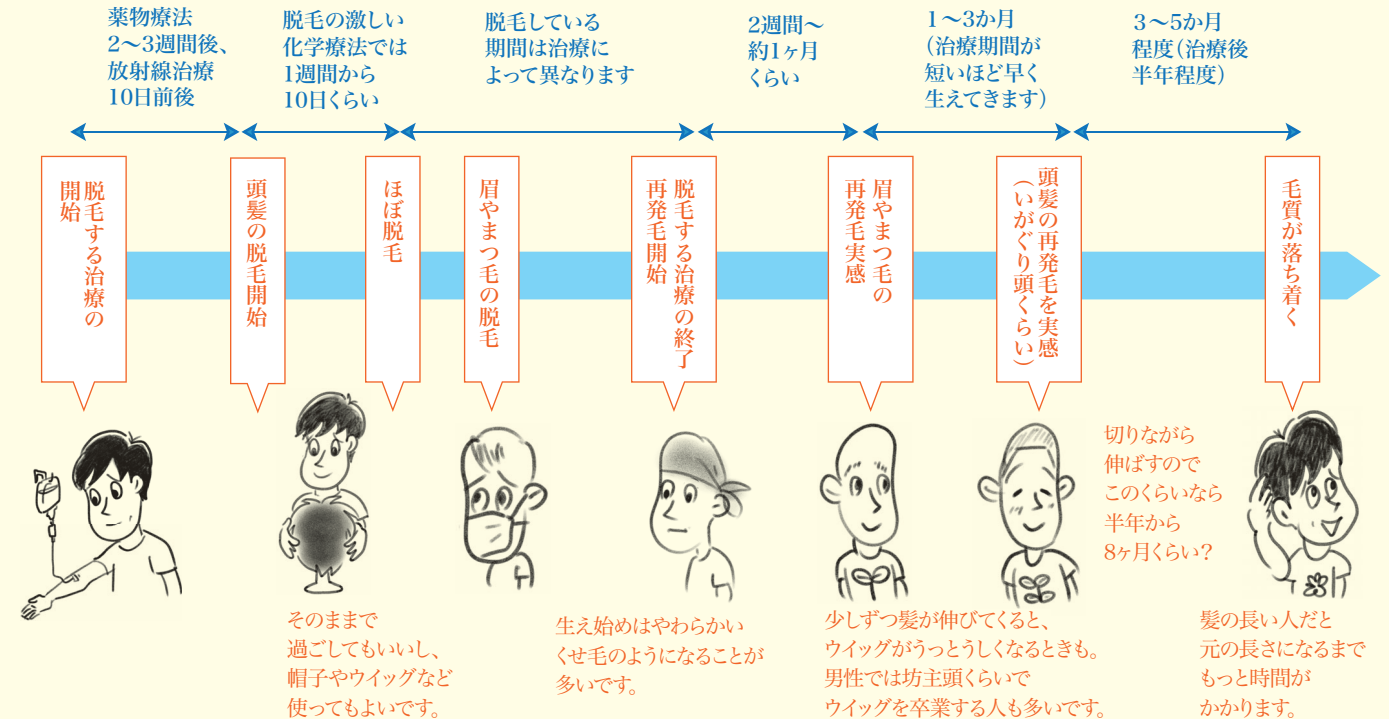 薬物療法
2〜3週間後、
放射線治療
10日前後
脱毛の激しい
化学療法では
1週間から
10日くらい
脱毛している
期間は治療に
よって異なります
2週間〜
約1ヶ月
くらい
1〜3か月
（治療期間が
短いほど早く
生えてきます）
3〜5か月
程度（治療後
半年程度）
脱毛する治療の
開始
頭髪の脱毛開始
ほぼ脱毛
眉やまつ毛の脱毛
脱毛する治療の終了
再発毛開始
眉やまつ毛の
再発毛実感
頭髪の再発毛を実感
（いがぐり頭くらい）
毛質が落ち着く
そのままで
過ごしてもいいし、
帽子やウイッグなど
使ってもよいです。
生え始めはやわらかい
くせ毛のようになることが
多いです。
少しずつ髪が伸びてくると、
ウイッグがうっとうしくなるときも。
男性では坊主頭くらいで
ウイッグを卒業する人も多いです。
切りながら
伸ばすので
このくらいなら
半年から
8ヶ月くらい？
髪の長い人だと
元の長さになるまで
もっと時間が
かかります。